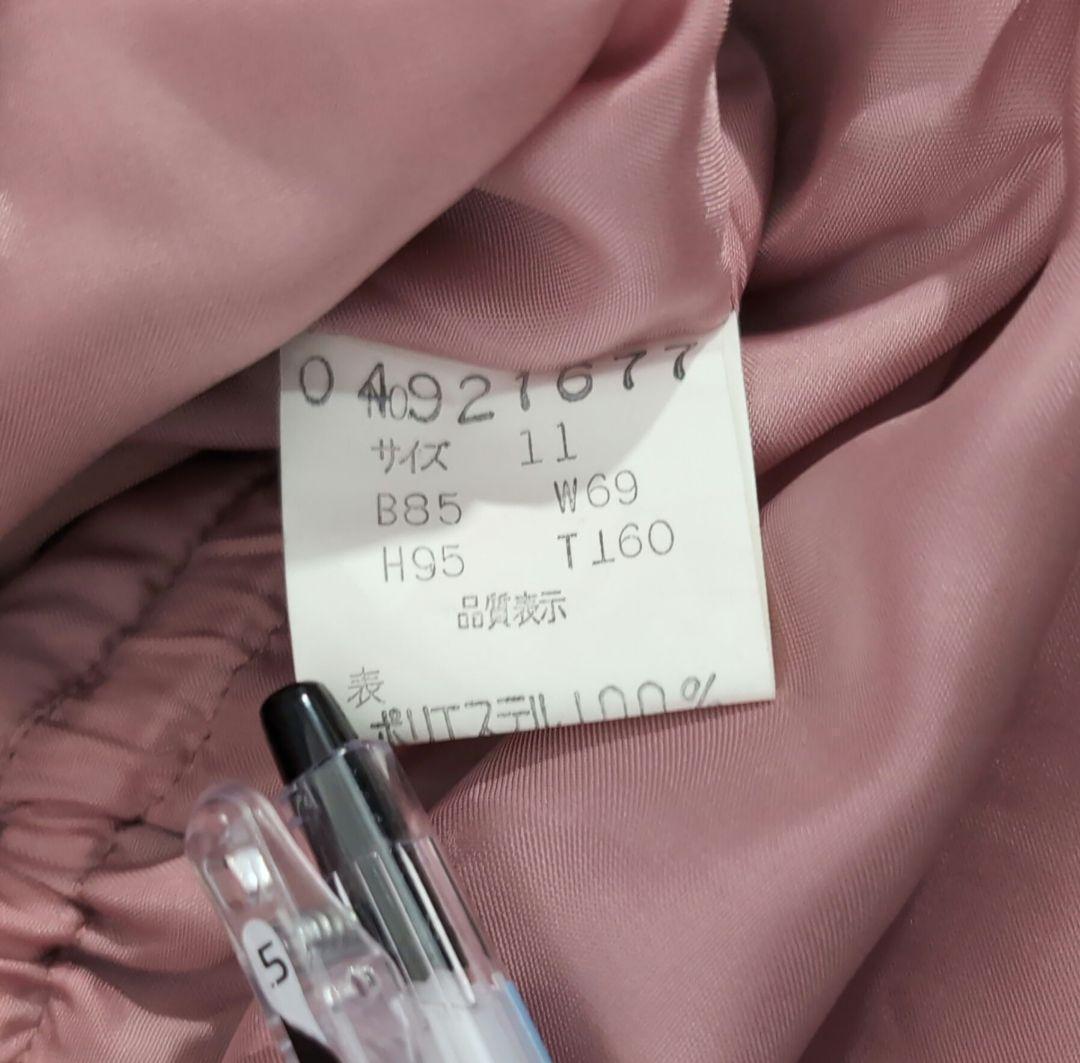 No. 04921677
サイズ 11
B85 W69
H95 T160
品質表示
表
ポリエステル100%
5